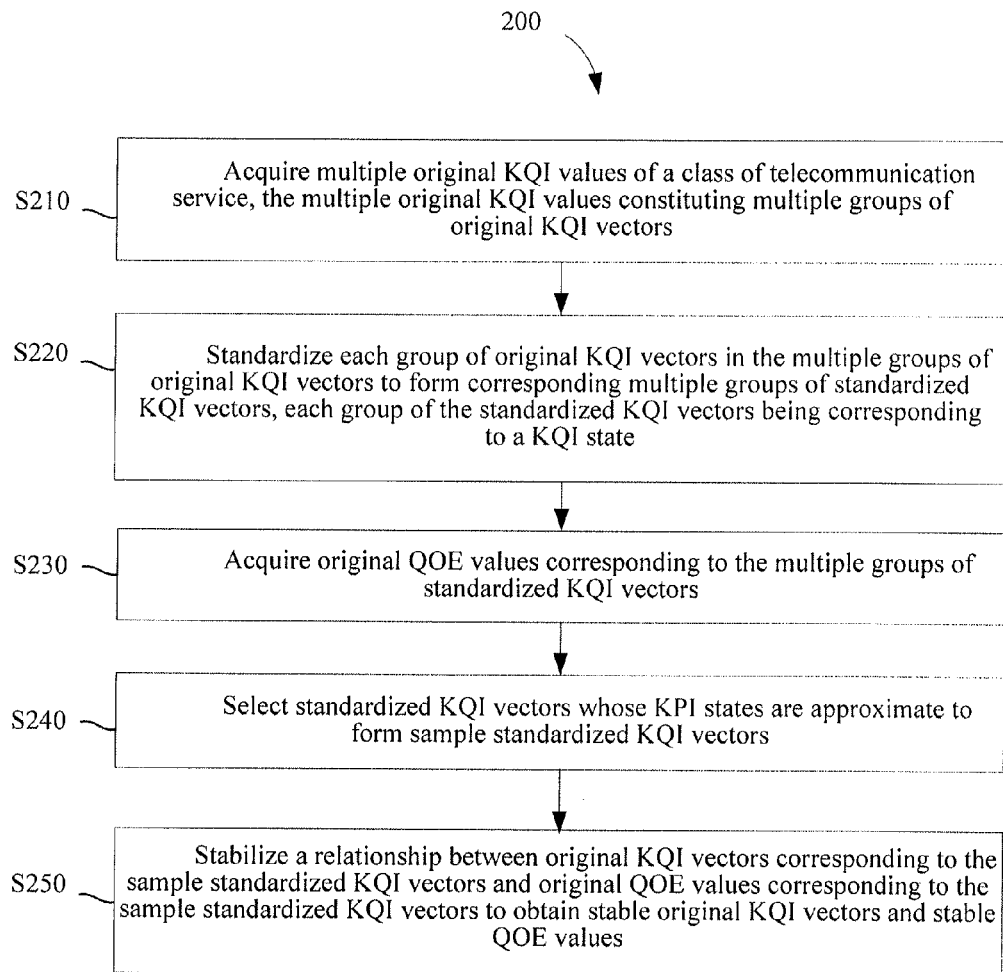 200
S210
Acquire multiple original KQI values of a class of telecommunication
service, the multiple original KQI values constituting multiple groups of
original KQI vectors
S220
Standardize each group of original KQI vectors in the multiple groups of
original KQI vectors to form corresponding multiple groups of standardized
KQI vectors, each group of the standardized KQI vectors being corresponding
to a KQI state
S230
Acquire original QOE values corresponding to the multiple groups of
standardized KQI vectors
S240
Select standardized KQI vectors whose KPI states are approximate to
form sample standardized KQI vectors
S250
Stabilize a relationship between original KQI vectors corresponding to the
sample standardized KQI vectors and original QOE values corresponding to the
sample standardized KQI vectors to obtain stable original KQI vectors and stable
QOE values